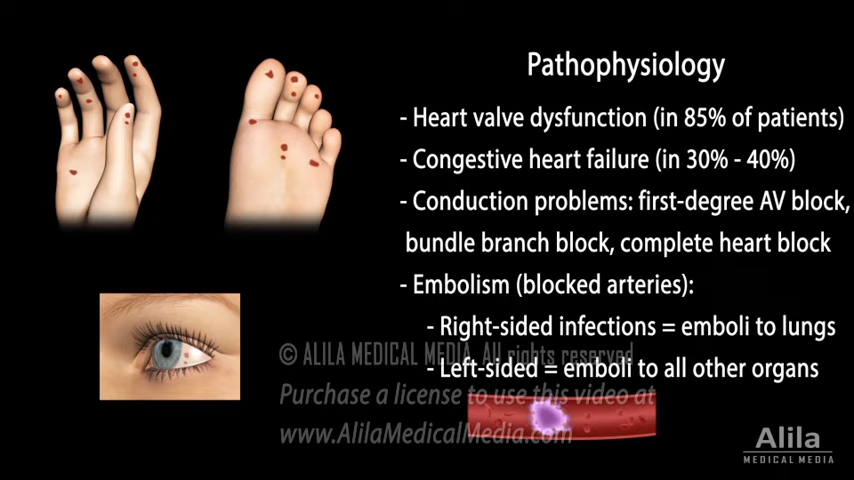 Pathophysiology
- Heart valve dysfunction (in 85% of patients)
- Congestive heart failure (in 30% - 40%)
- Conduction problems: first-degree AV block,
bundle branch block, complete heart block
- Embolism (blocked arteries):
- Right-sided infections = emboli to lungs
- Left-sided = emboli to all other organs
© ALILA MEDICAL MEDIA. All rights reserved
Purchase a license to use this video at
www.AlilaMedicalMedia.com
Alila
MEDICAL MEDIA